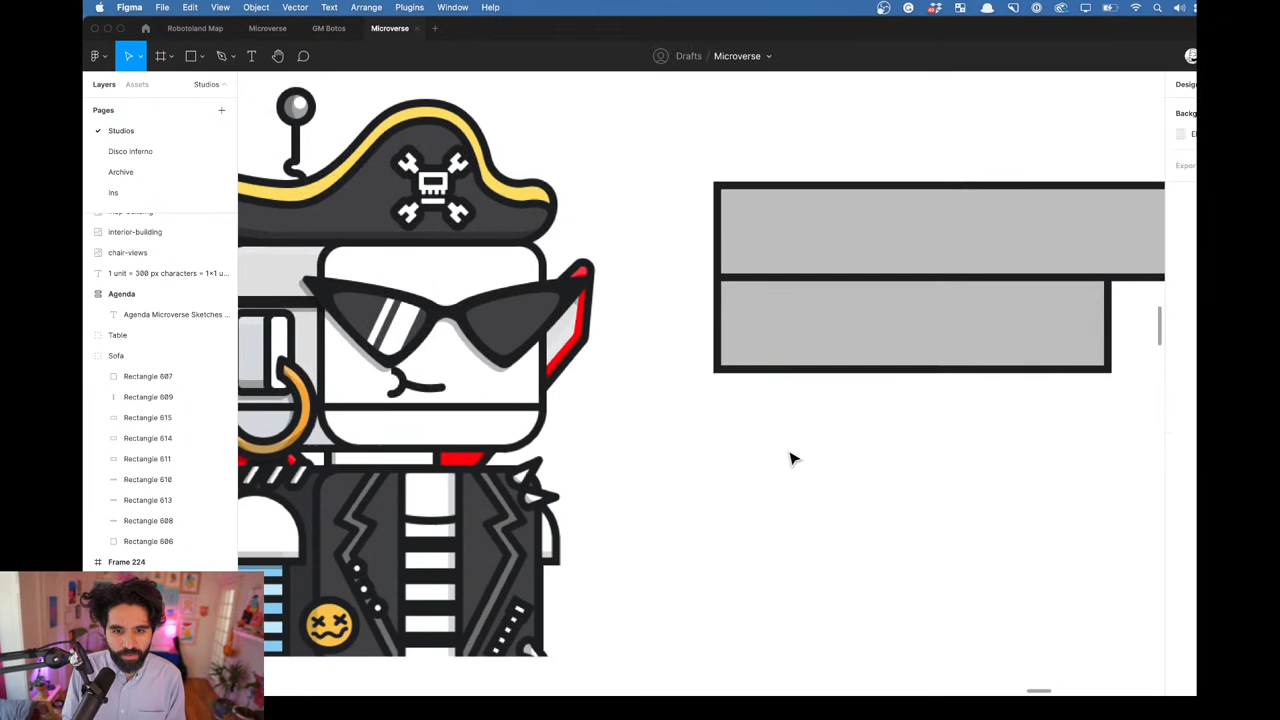 Figma File Edit View Object Vector Text Arrange Plugins Window Help
Robotoland Map Microverse GM Botos Microverse
Drafts / Microverse
Layers Assets Studios
Pages
Studios
Disco Inferno
Archive
Ins
interior-building
chair-views
1 unit = 300 px characters = 1×1 u...
Agenda
Agenda Microverse Sketches ...
Table
Sofa
Rectangle 607
Rectangle 609
Rectangle 615
Rectangle 614
Rectangle 611
Rectangle 610
Rectangle 613
Rectangle 608
Rectangle 606
Frame 224